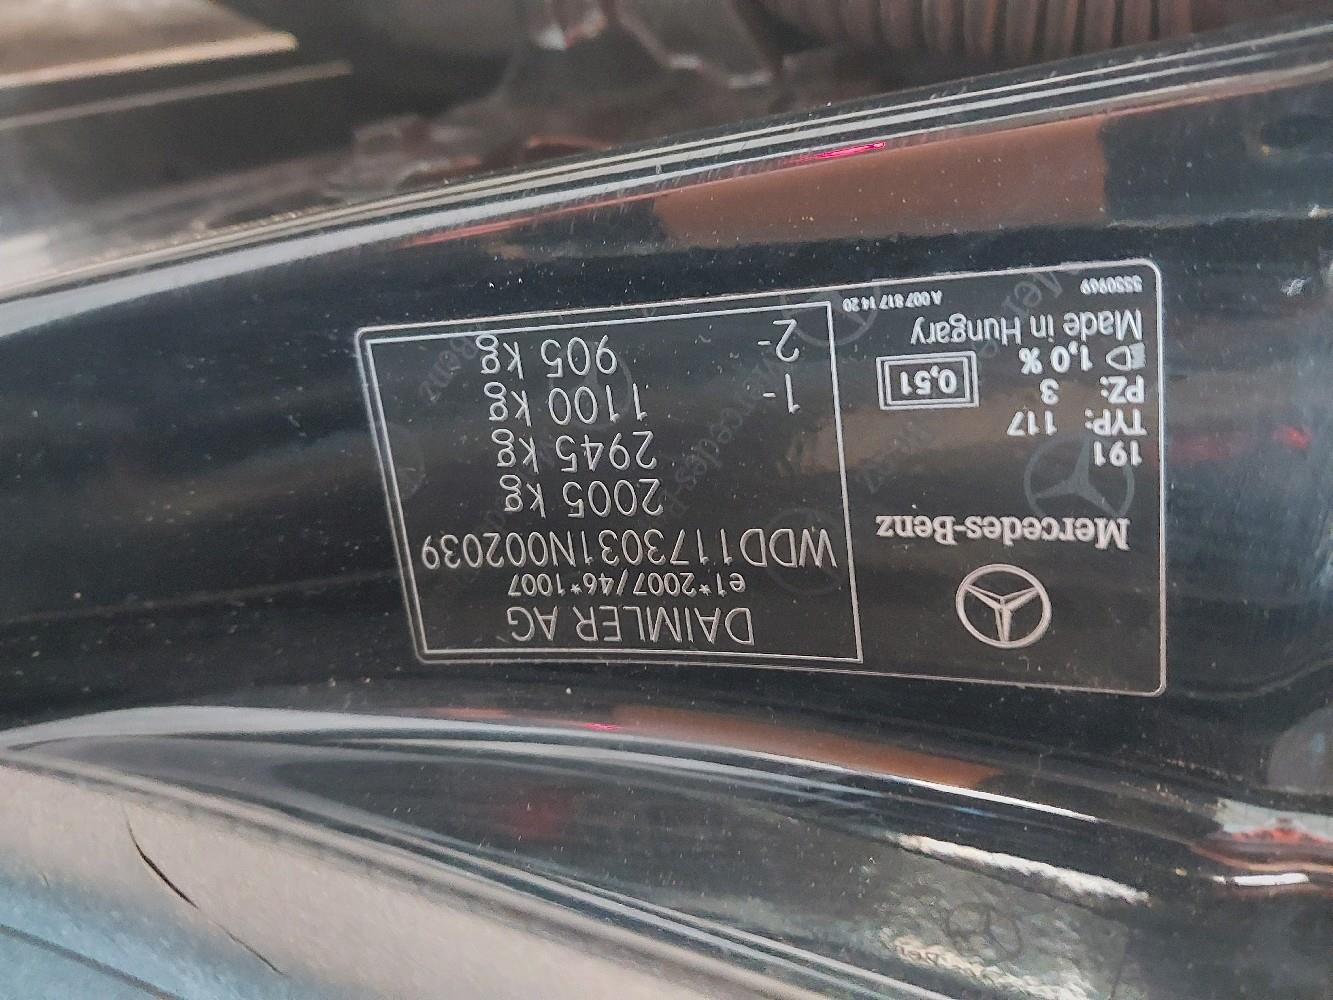 Mercedes-Benz
191
TYP: 117
PZ: 3
1,0 %
0,51
Made in Hungary
A 007 817 14 20
5550969
DAIMLER AG
e1*2007/46*1007
WDD1173031N002039
2005 kg
2945 kg
1- 1100 kg
2- 905 kg